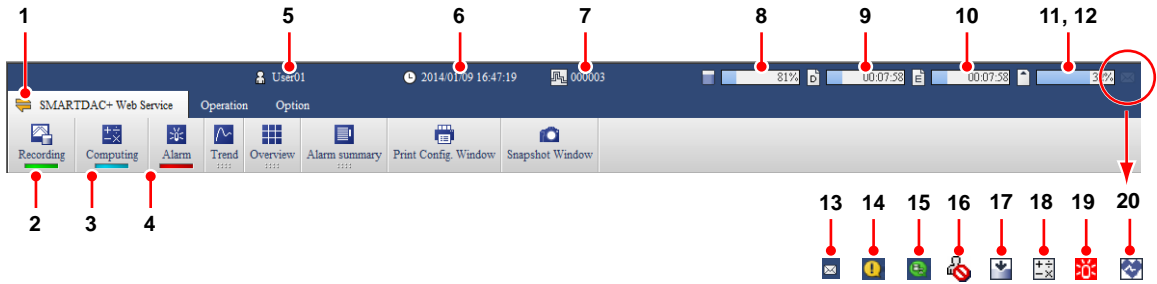 1 5 6 7 8 9 10 11, 12
User01 2014/01/09 16:47:19 000003 81% D 00:07:58 E 00:07:58
SMARTDAC+ Web Service Operation Option
Recording Computing Alarm Trend Overview Alarm summary Print Config. Window Snapshot Window
2 3 4
13 14 15 16 17 18 19 20